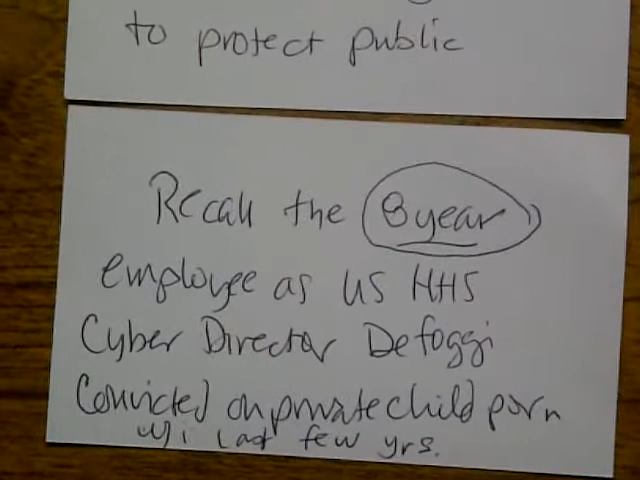 to protect public
Recall the 8 year
employee as US HHS
Cyber Director Defoggi
Convicted on private child porn
w/i last few yrs.